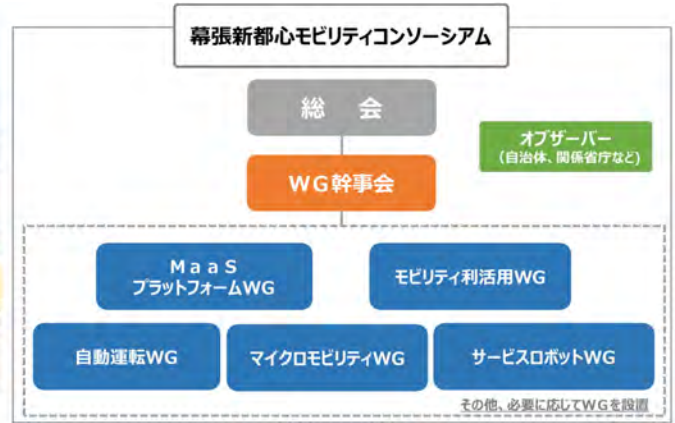 幕張新都心モビリティコンソーシアム
総　会
オブザーバー
（自治体、関係省庁など）
ＷＧ幹事会
ＭａａＳ
プラットフォームWG
モビリティ利活用WG
自動運転WG
マイクロモビリティWG
サービスロボットWG
その他、必要に応じてＷＧを設置